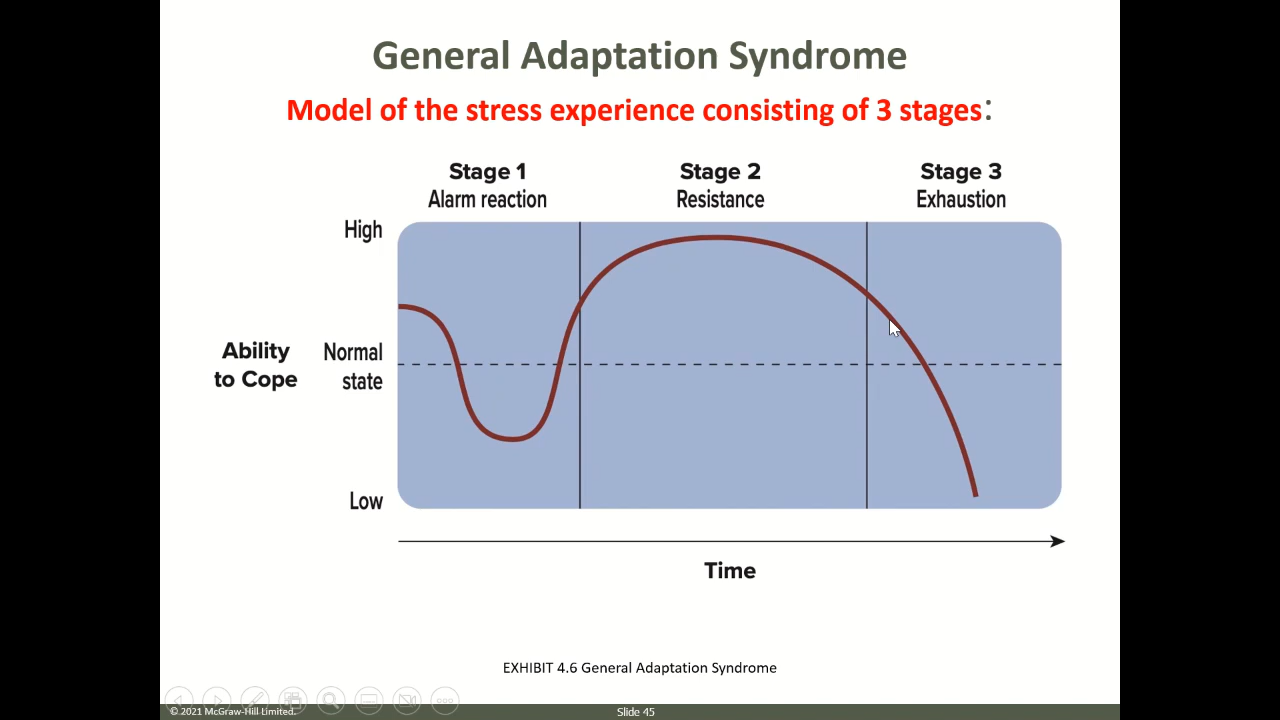 General Adaptation Syndrome
Model of the stress experience consisting of 3 stages:
Stage 1
Alarm reaction
Stage 2
Resistance
Stage 3
Exhaustion
High
Ability
to Cope
Normal
state
Low
Time
EXHIBIT 4.6 General Adaptation Syndrome
© 2021 McGraw-Hill Limited.
Slide 45